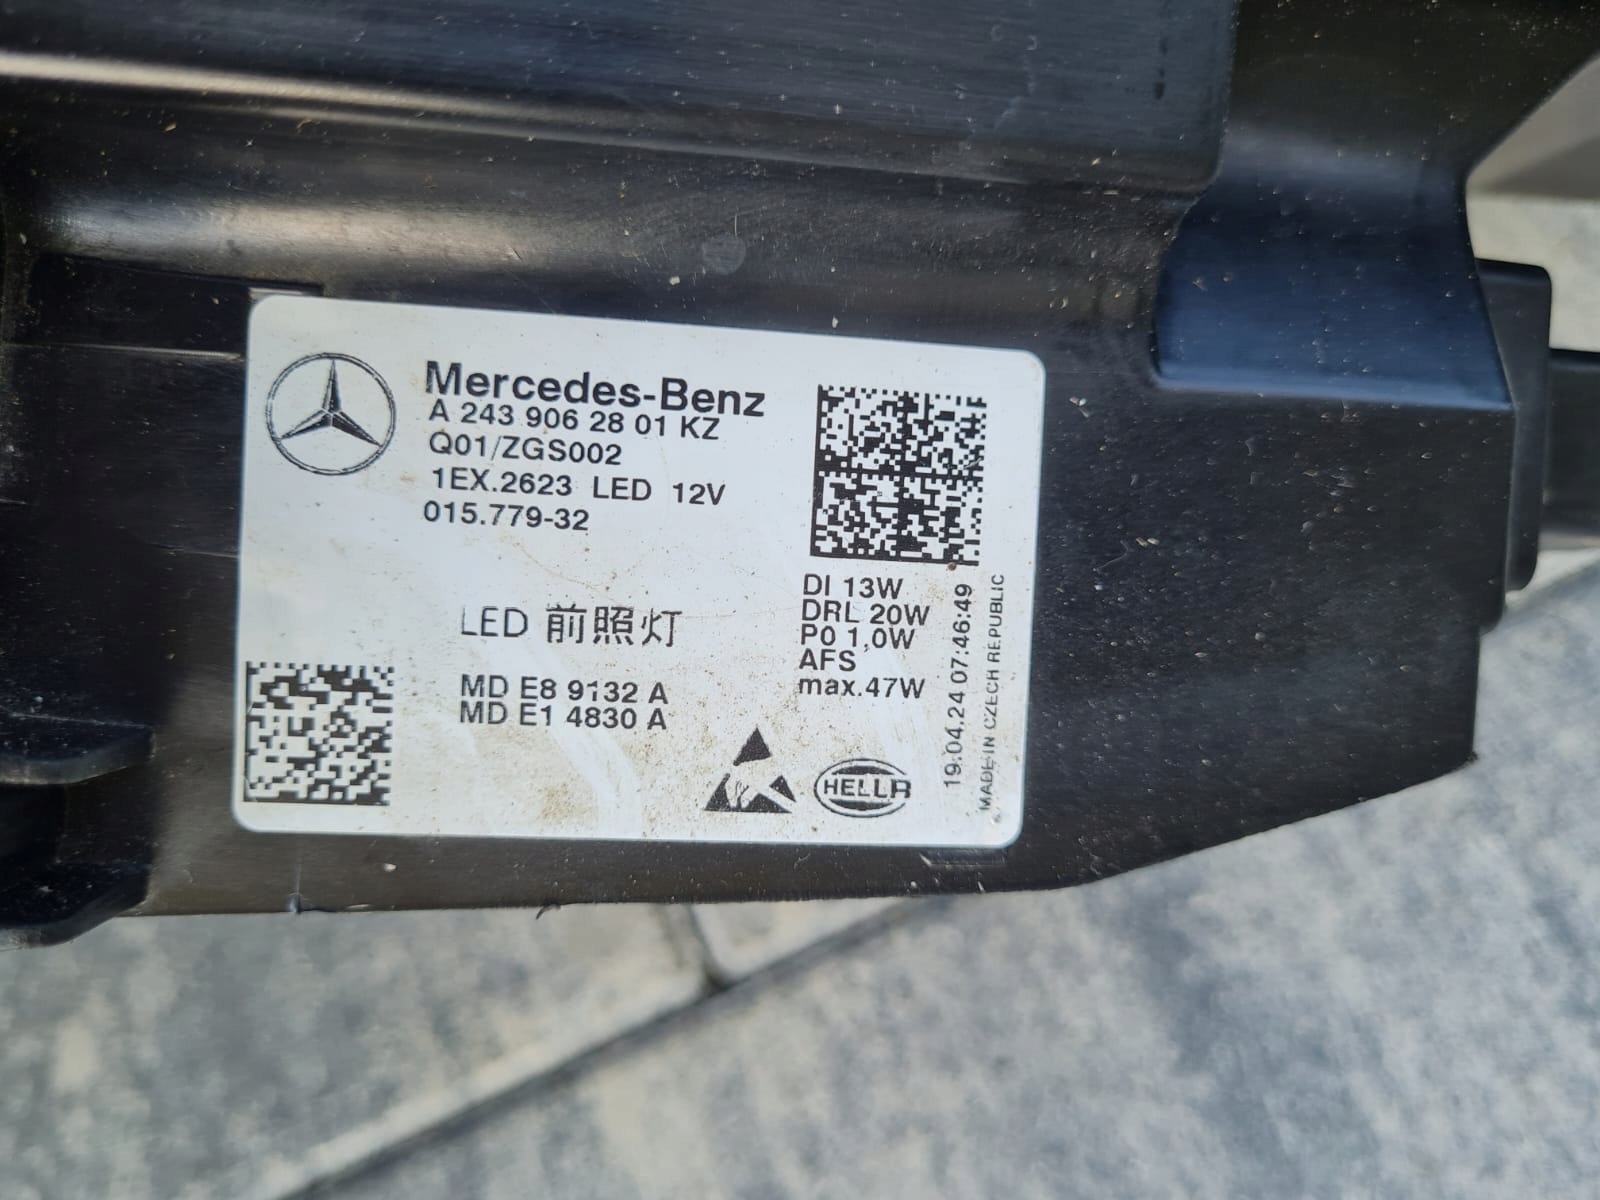 Mercedes-Benz
A 243 906 28 01 KZ
Q01/ZGS002
1EX.2623 LED 12V
015.779-32
LED 前照灯
MD E8 9132 A
MD E1 4830 A
DI 13W
DRL 20W
P0 1,0W
AFS
max.47W
HELLA
19.04.24 07:46:49
MADE IN CZECH REPUBLIC